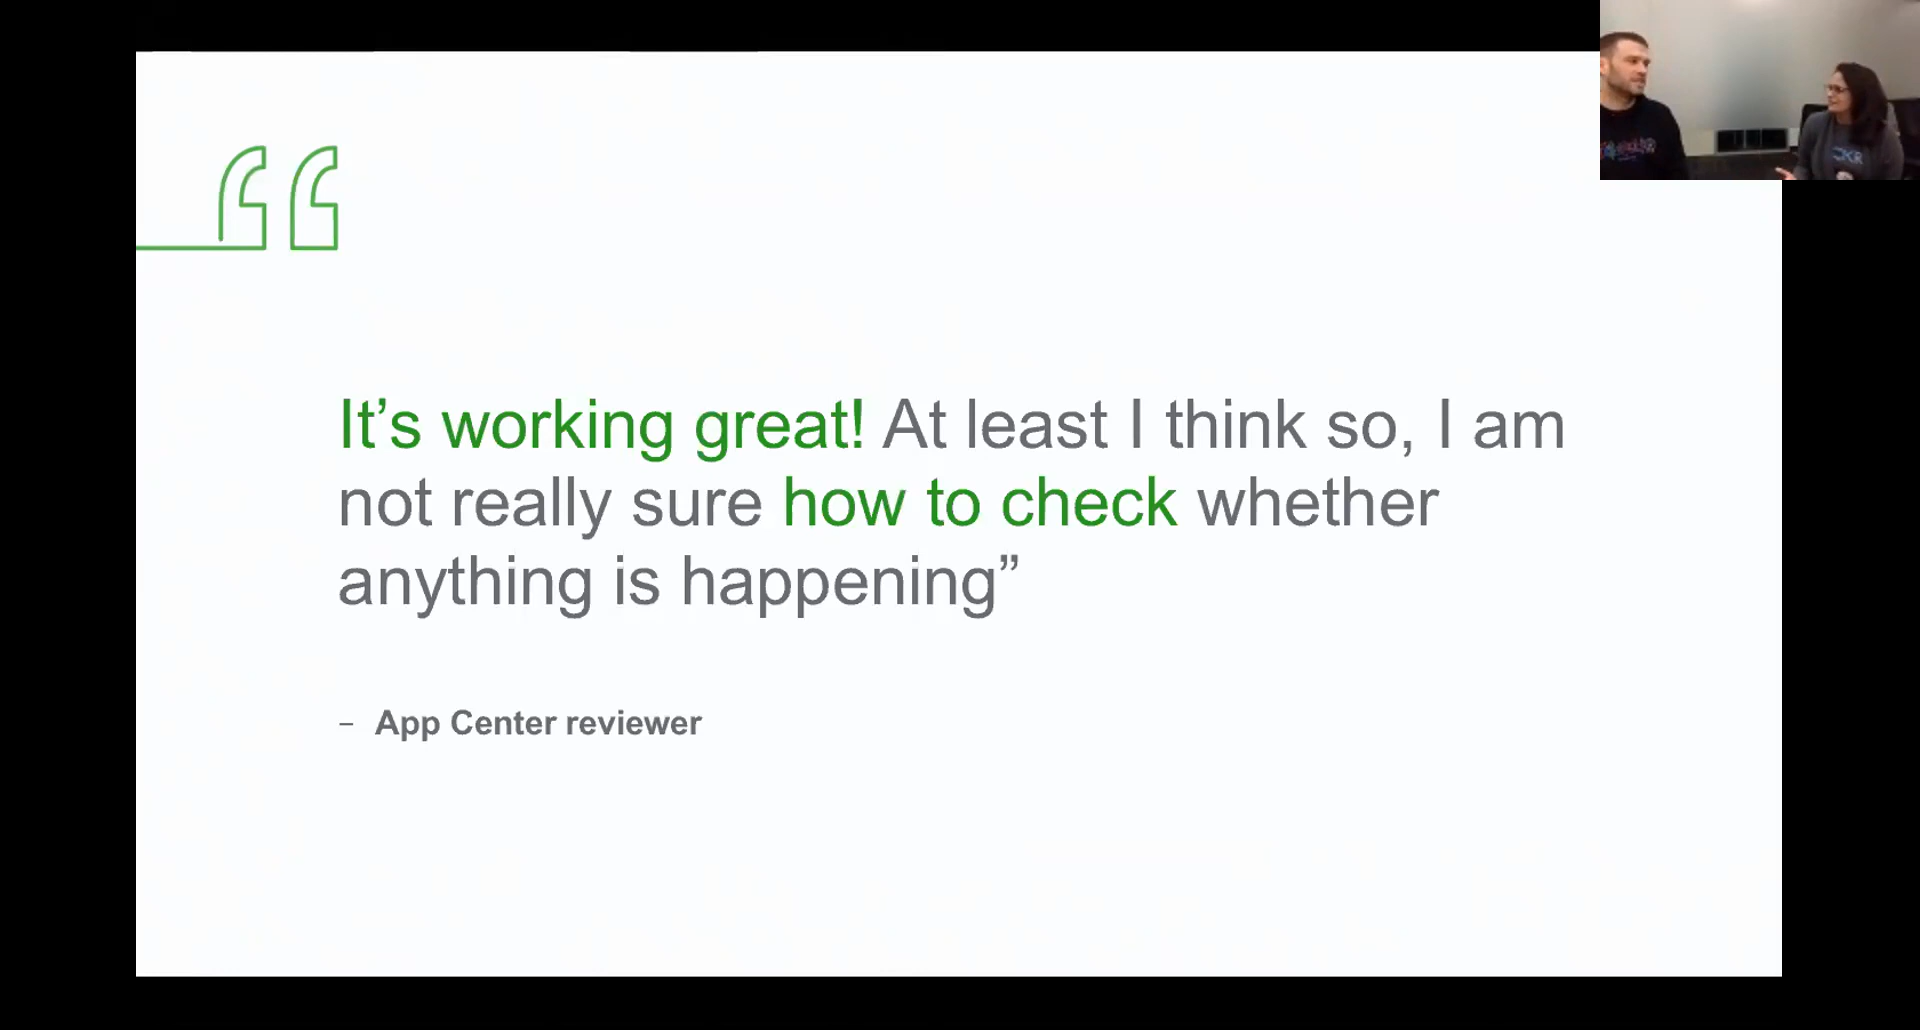 It’s working great! At least I think so, I am
not really sure how to check whether
anything is happening”
– App Center reviewer